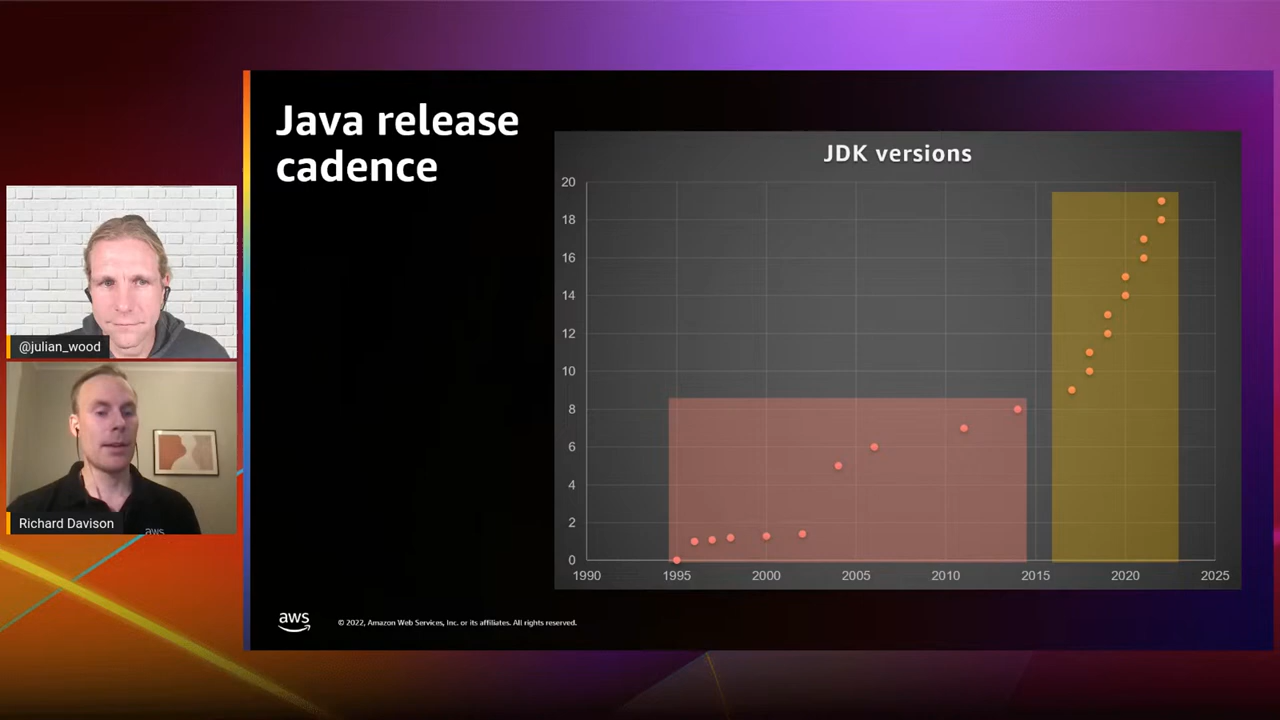 Java release
cadence
JDK versions
20
18
16
14
12
10
8
6
4
2
0
1990 1995 2000 2005 2010 2015 2020 2025
@julian_wood
Richard Davison
aws
aws
© 2022, Amazon Web Services, Inc. or its affiliates. All rights reserved.